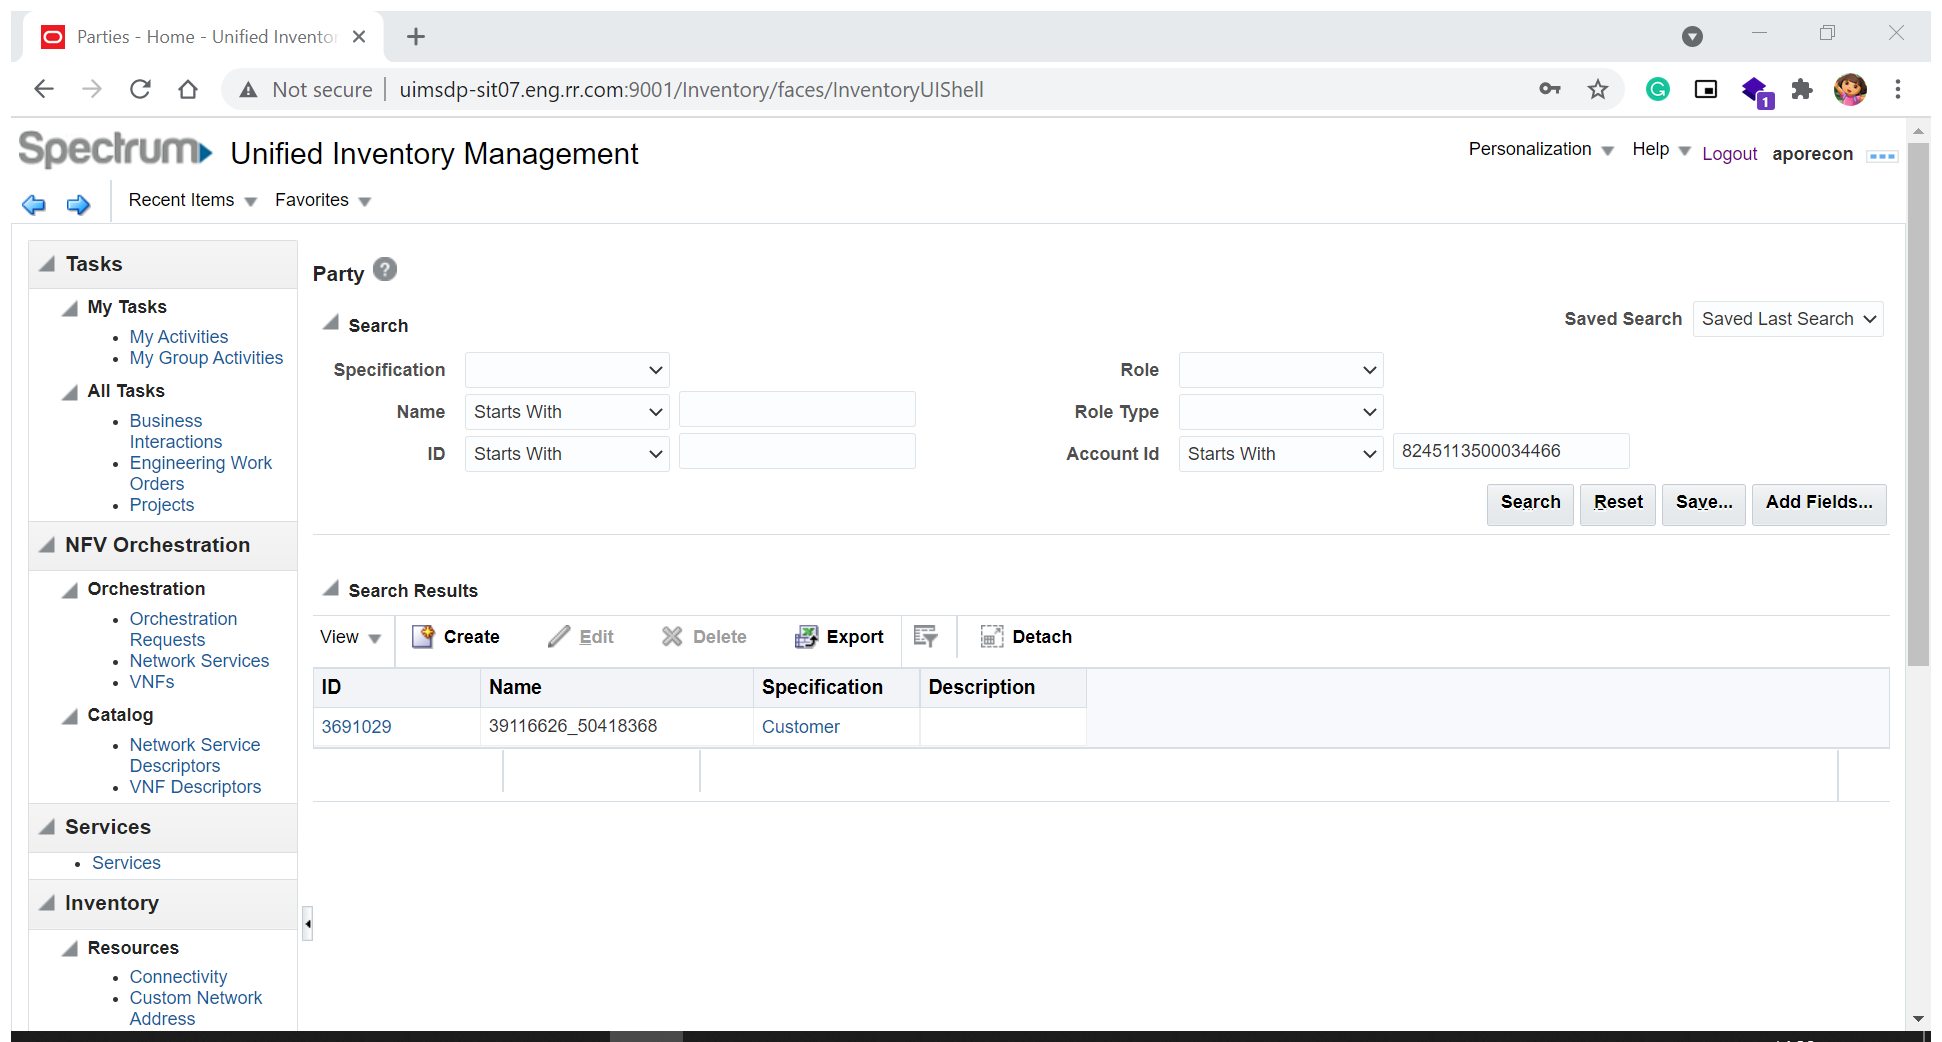 Parties - Home - Unified Invento
Not secure uimsdp-sit07.eng.rr.com:9001/Inventory/faces/InventoryUIShell
1
Spectrum Unified Inventory Management
Personalization Help Logout aporecon
Recent Items Favorites
Tasks
My Tasks
My Activities
My Group Activities
All Tasks
Business
Interactions
Engineering Work
Orders
Projects
NFV Orchestration
Orchestration
Orchestration
Requests
Network Services
VNFs
Catalog
Network Service
Descriptors
VNF Descriptors
Services
Services
Inventory
Resources
Connectivity
Custom Network
Address
Party ?
Search
Saved Search Saved Last Search
Specification Role
Name Starts With Role Type
ID Starts With Account Id Starts With 8245113500034466
Search Reset Save... Add Fields...
Search Results
View Create Edit Delete Export Detach
ID Name Specification Description
3691029 39116626_50418368 Customer